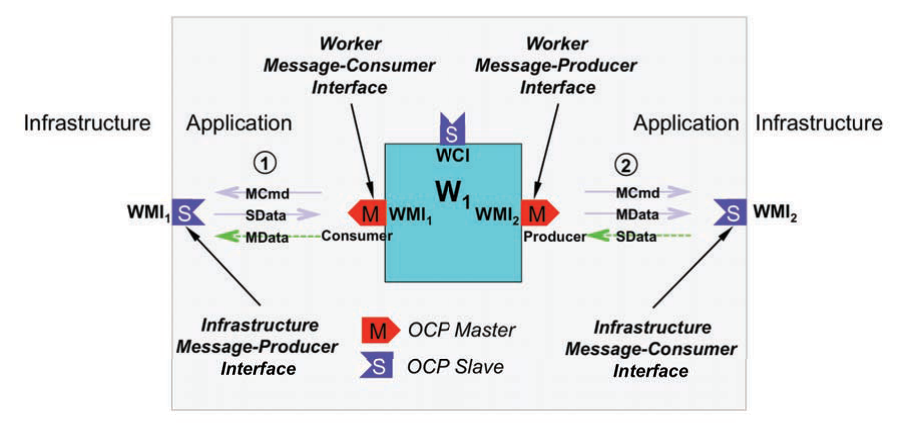 Worker
Message-Consumer
Interface
Worker
Message-Producer
Interface
Infrastructure
Application
Application
Infrastructure
S
WCI
W1
1
MCmd
SData
MData
WMI1
S
M
WMI1
Consumer
WMI2
M
Producer
2
MCmd
MData
SData
S
WMI2
Infrastructure
Message-Producer
Interface
M OCP Master
S OCP Slave
Infrastructure
Message-Consumer
Interface